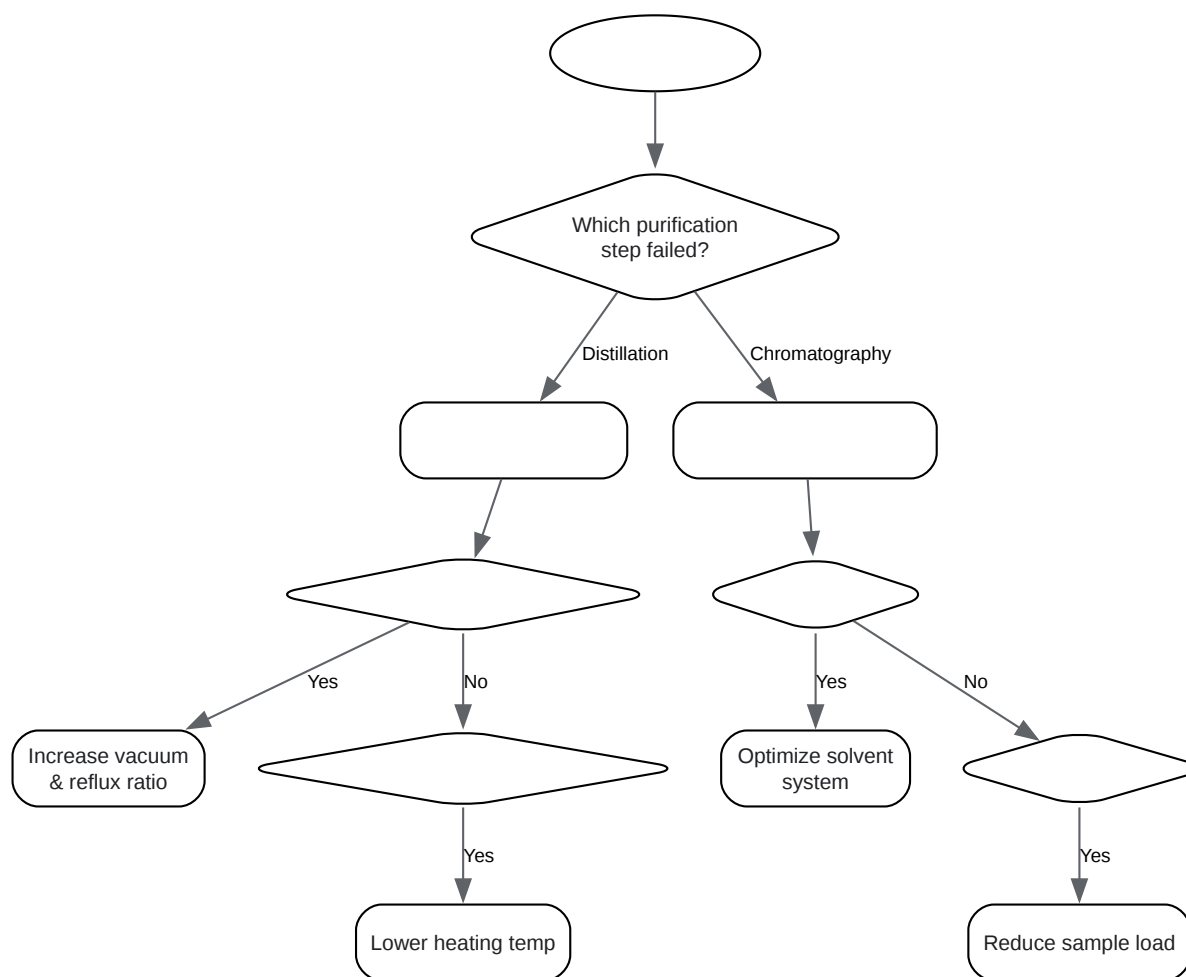 Which purification
step failed?
Distillation
Chromatography
Yes
No
Yes
No
Increase vacuum
& reflux ratio
Optimize solvent
system
Yes
Yes
Lower heating temp
Reduce sample load